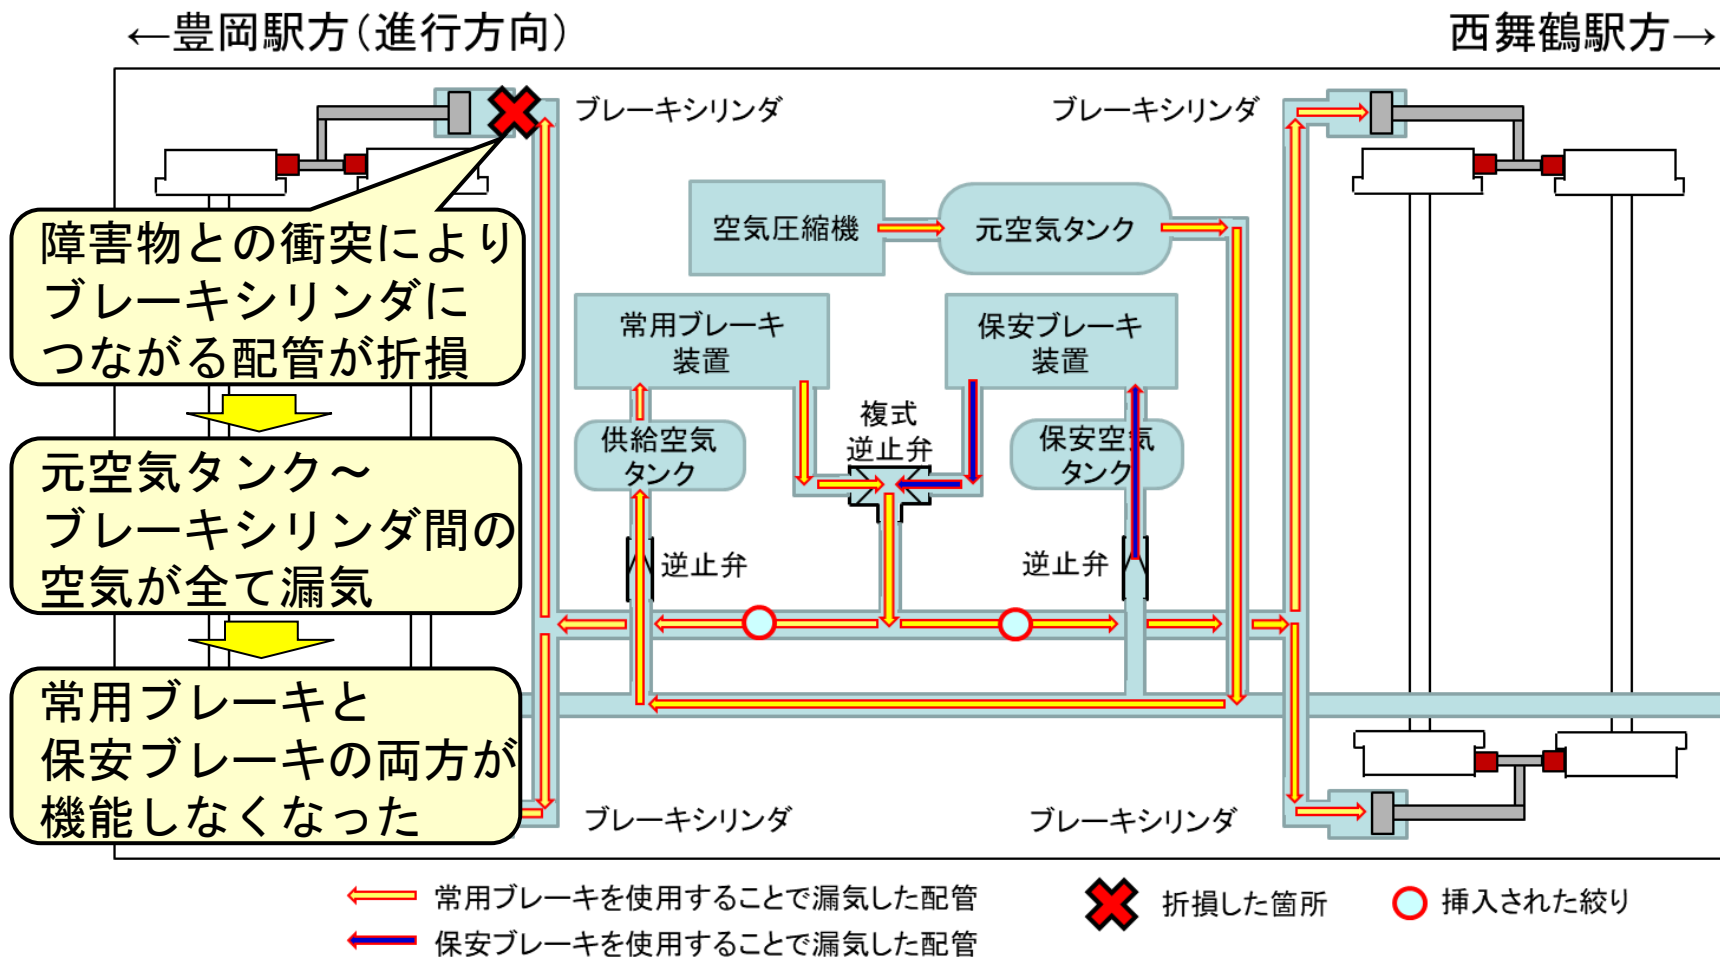 ←豊岡駅方(進行方向)
西舞鶴駅方→
ブレーキシリンダ
ブレーキシリンダ
障害物との衝突により
ブレーキシリンダに
つながる配管が折損
空気圧縮機
元空気タンク
常用ブレーキ
装置
保安ブレーキ
装置
複式
逆止弁
供給空気
タンク
保安空気
タンク
元空気タンク～
ブレーキシリンダ間の
空気が全て漏気
逆止弁
逆止弁
常用ブレーキと
保安ブレーキの両方が
機能しなくなった
ブレーキシリンダ
ブレーキシリンダ
常用ブレーキを使用することで漏気した配管
保安ブレーキを使用することで漏気した配管
折損した箇所
挿入された絞り